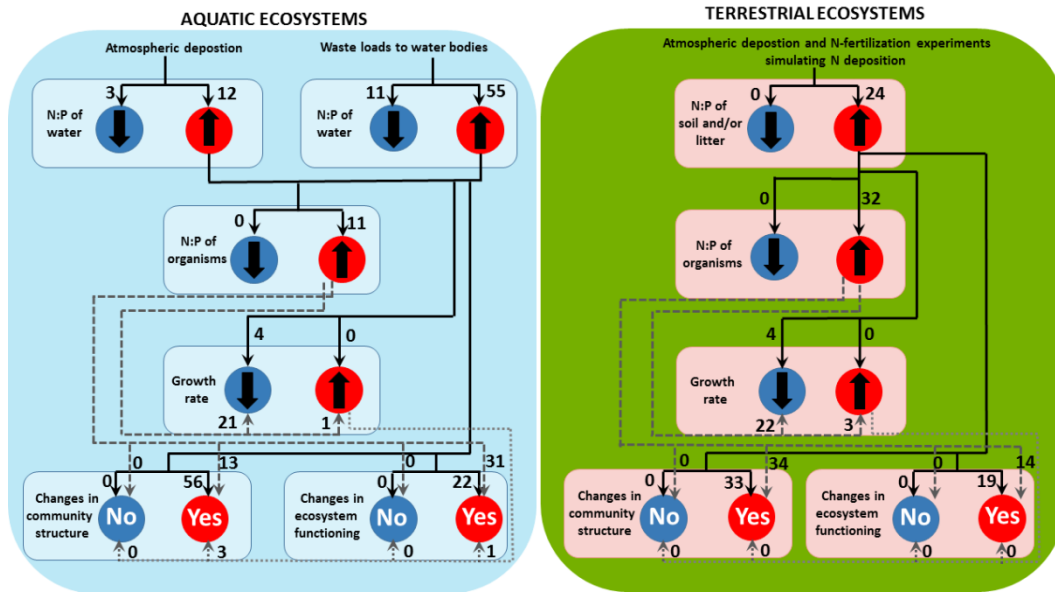 AQUATIC ECOSYSTEMS
Atmospheric depostion
Waste loads to water bodies
3
12
11
55
N:P of
water
N:P of
water
0
11
N:P of
organisms
4
0
Growth
rate
21
1
0
13
0
31
0
56
0
22
Changes in
community
structure
No
Yes
Changes in
ecosystem
functioning
No
Yes
0
3
0
1
TERRESTRIAL ECOSYSTEMS
Atmospheric depostion and N-fertilization experiments
simulating N deposition
0
24
N:P of
soil and/or
litter
0
32
N:P of
organisms
4
0
Growth
rate
22
3
0
34
0
14
0
33
0
19
Changes in
community
structure
No
Yes
Changes in
ecosystem
functioning
No
Yes
0
0
0
0